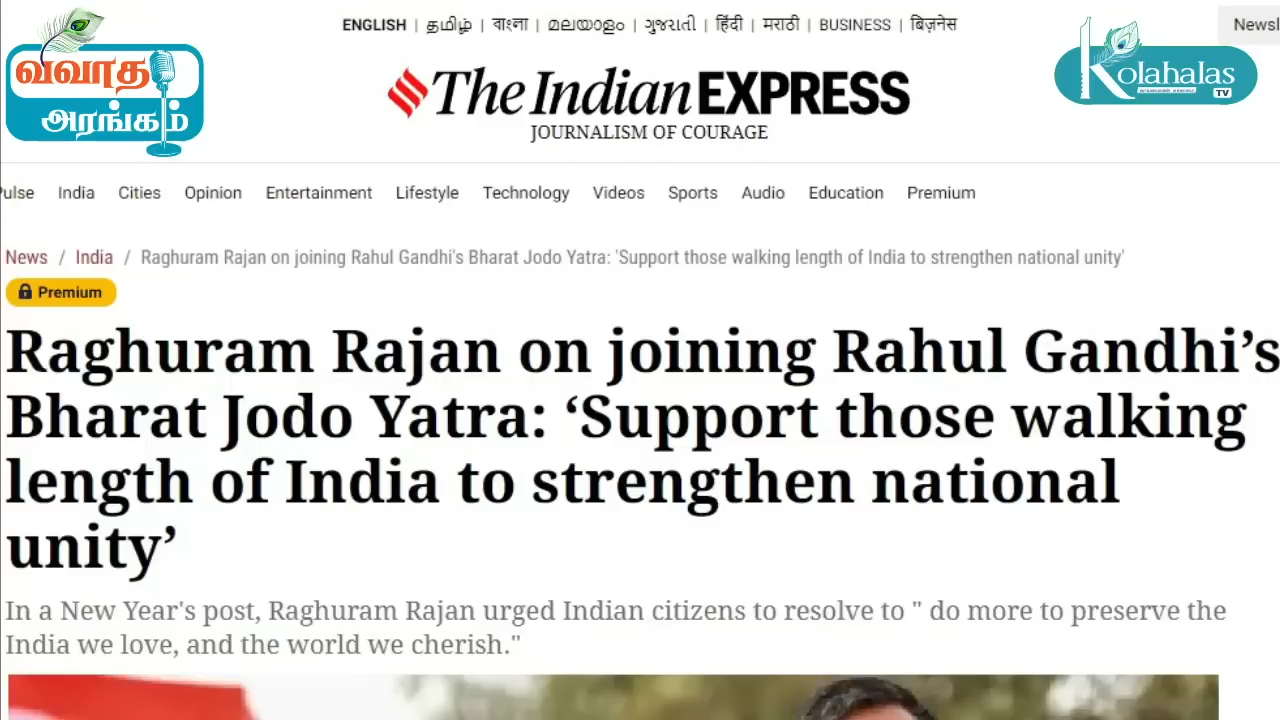 ENGLISH | தமிழ் | বাংলা | മലയാളം | ગુજરાતી | हिंदी | मराठी | BUSINESS | बिज़नेस
வவாத
அரங்கம்
The Indian EXPRESS
JOURNALISM OF COURAGE
Kolahalas
TV
Pulse India Cities Opinion Entertainment Lifestyle Technology Videos Sports Audio Education Premium
News / India / Raghuram Rajan on joining Rahul Gandhi's Bharat Jodo Yatra: 'Support those walking length of India to strengthen national unity'
Premium
Raghuram Rajan on joining Rahul Gandhi’s
Bharat Jodo Yatra: ‘Support those walking
length of India to strengthen national
unity’
In a New Year's post, Raghuram Rajan urged Indian citizens to resolve to " do more to preserve the
India we love, and the world we cherish."